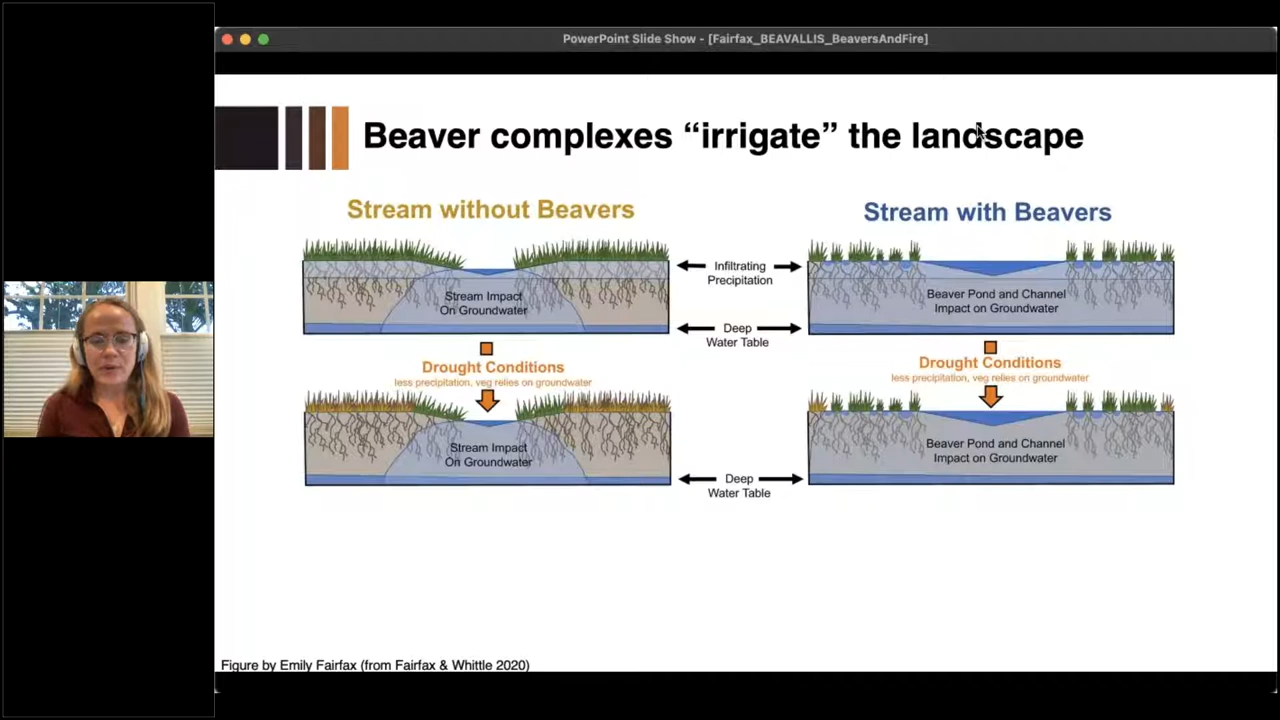 PowerPoint Slide Show - [Fairfax_BEAVALLIS_BeaversAndFire]
Beaver complexes “irrigate” the landscape
Stream without Beavers
Stream with Beavers
Infiltrating
Precipitation
Stream Impact
On Groundwater
Beaver Pond and Channel
Impact on Groundwater
Deep
Water Table
Drought Conditions
less precipitation, veg relies on groundwater
Drought Conditions
less precipitation, veg relies on groundwater
Stream Impact
On Groundwater
Beaver Pond and Channel
Impact on Groundwater
Deep
Water Table
Figure by Emily Fairfax (from Fairfax & Whittle 2020)